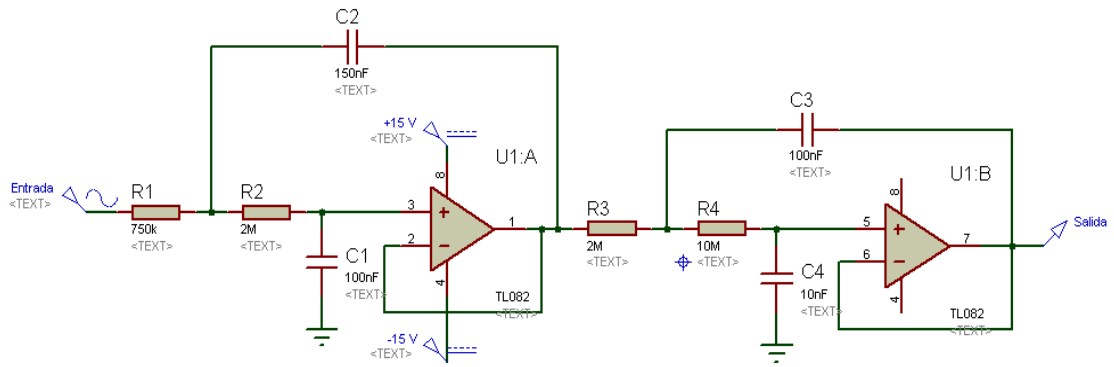 C2
150nF
<TEXT>
+15 V
<TEXT>
U1:A
C3
100nF
<TEXT>
U1:B
Entrada
<TEXT>
R1
750k
<TEXT>
R2
2M
<TEXT>
3
2
8
4
1
C1
100nF
<TEXT>
TL082
<TEXT>
-15 V
<TEXT>
R3
2M
<TEXT>
R4
10M
<TEXT>
5
6
8
4
7
C4
10nF
<TEXT>
TL082
<TEXT>
Salida
<TEXT>